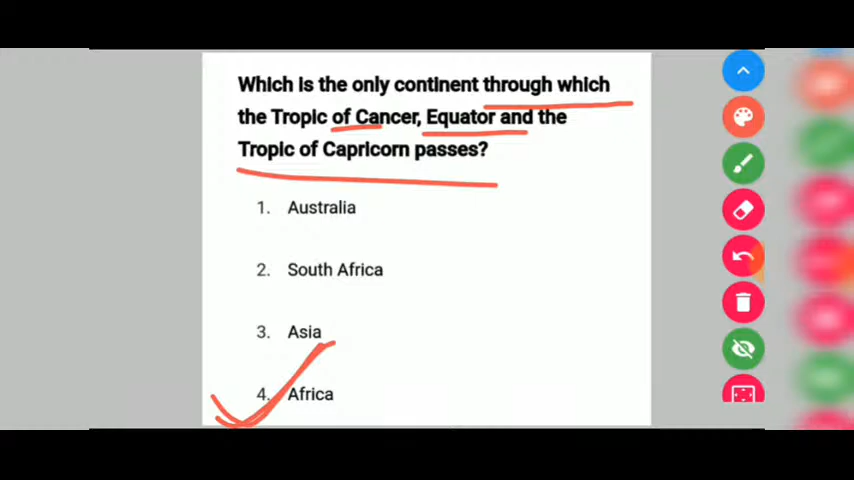 Which is the only continent through which
the Tropic of Cancer, Equator and the
Tropic of Capricorn passes?
1. Australia
2. South Africa
3. Asia
4. Africa